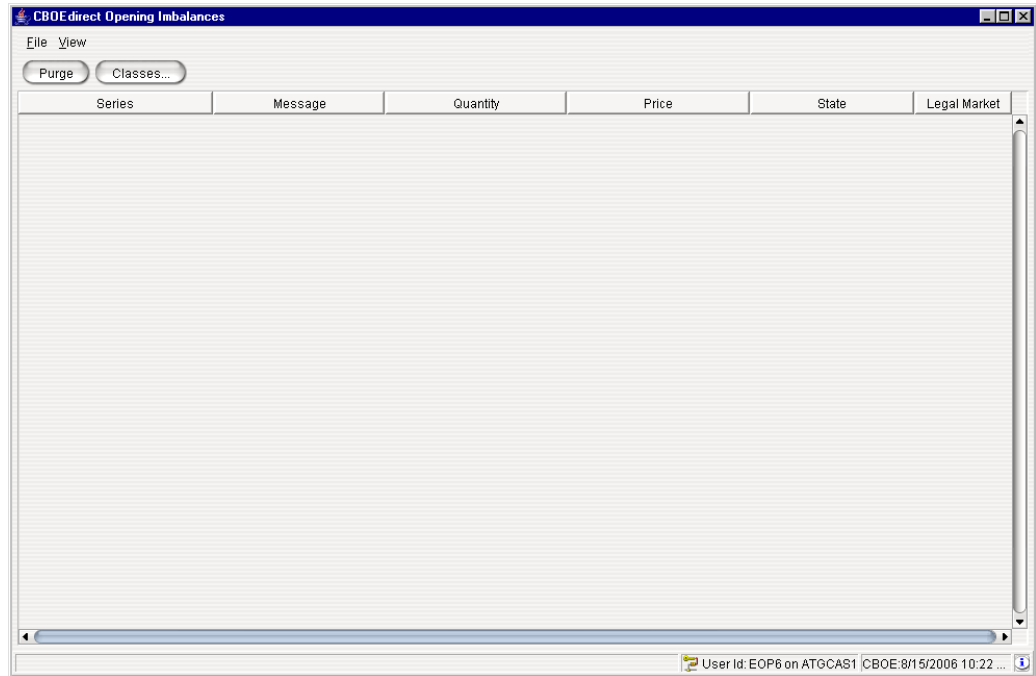 CBOEdirect Opening Imbalances
File View
Purge Classes...
Series Message Quantity Price State Legal Market
User Id: EOP6 on ATGCAS1 CBOE:8/15/2006 10:22 ...